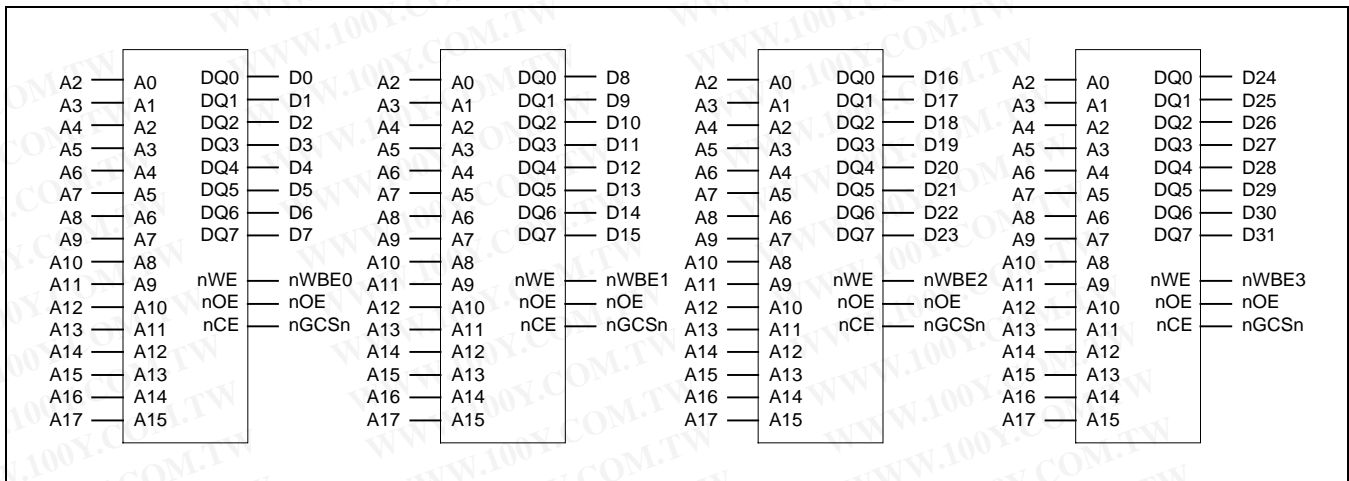 A2 A0 DQ0 D0 A2 A0 DQ0 D8 A2 A0 DQ0 D16 A2 A0 DQ0 D24
A3 A1 DQ1 D1 A3 A1 DQ1 D9 A3 A1 DQ1 D17 A3 A1 DQ1 D25
A4 A2 DQ2 D2 A4 A2 DQ2 D10 A4 A2 DQ2 D18 A4 A2 DQ2 D26
A5 A3 DQ3 D3 A5 A3 DQ3 D11 A5 A3 DQ3 D19 A5 A3 DQ3 D27
A6 A4 DQ4 D4 A6 A4 DQ4 D12 A6 A4 DQ4 D20 A6 A4 DQ4 D28
A7 A5 DQ5 D5 A7 A5 DQ5 D13 A7 A5 DQ5 D21 A7 A5 DQ5 D29
A8 A6 DQ6 D6 A8 A6 DQ6 D14 A8 A6 DQ6 D22 A8 A6 DQ6 D30
A9 A7 DQ7 D7 A9 A7 DQ7 D15 A9 A7 DQ7 D23 A9 A7 DQ7 D31
A10 A8 A10 A8 A10 A8 A10 A8
A11 A9 nWE nWBE0 A11 A9 nWE nWBE1 A11 A9 nWE nWBE2 A11 A9 nWE nWBE3
A12 A10 nOE nOE A12 A10 nOE nOE A12 A10 nOE nOE A12 A10 nOE nOE
A13 A11 nCE nGCSn A13 A11 nCE nGCSn A13 A11 nCE nGCSn A13 A11 nCE nGCSn
A14 A12 A14 A12 A14 A12 A14 A12
A15 A13 A15 A13 A15 A13 A15 A13
A16 A14 A16 A14 A16 A14 A16 A14
A17 A15 A17 A15 A17 A15 A17 A15
WWW.100Y.COM.TW